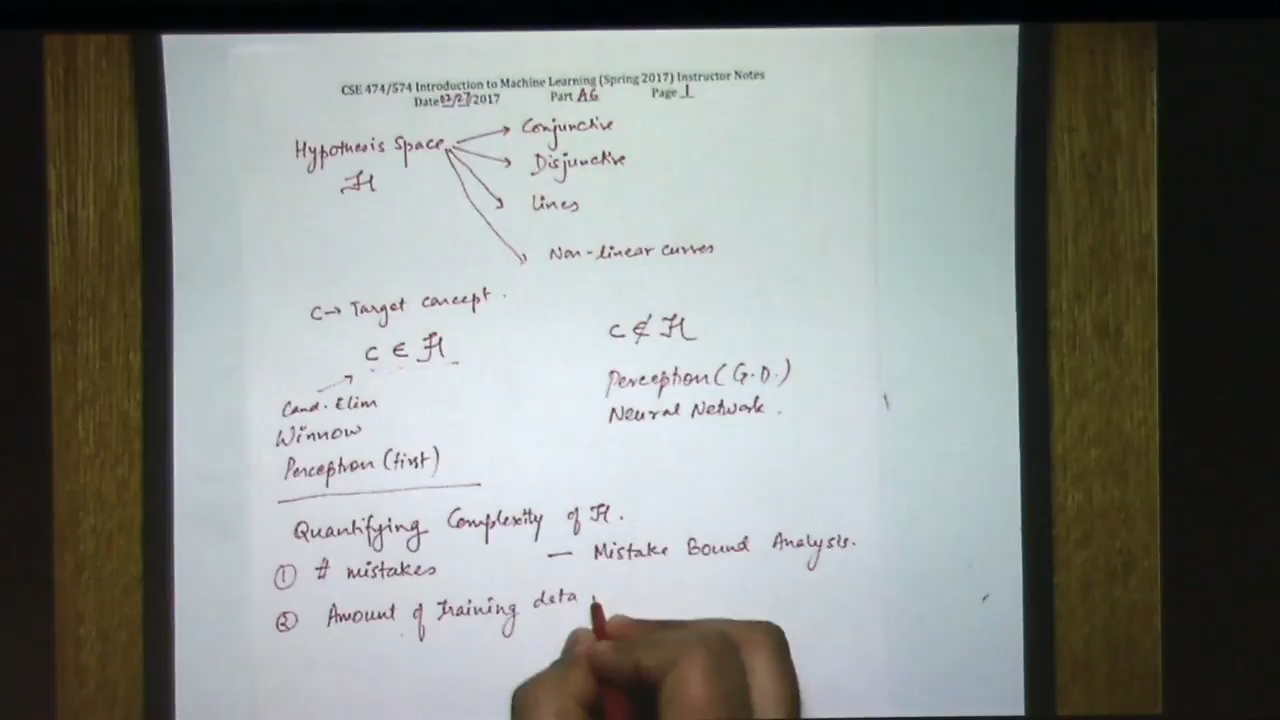 CSE 474/574 Introduction to Machine Learning (Spring 2017) Instructor Notes
Date 02/27/2017 Part A6 Page 1
Hypothesis Space
H
Conjunctive
Disjunctive
Lines
Non-linear curves
C → Target concept.
C ∈ H
C ∉ H
Cand. Elim
Winnow
Perceptron (first)
Perceptron (G.D.)
Neural Network.
Quantifying Complexity of H.
① # mistakes — Mistake Bound Analysis.
② Amount of training data